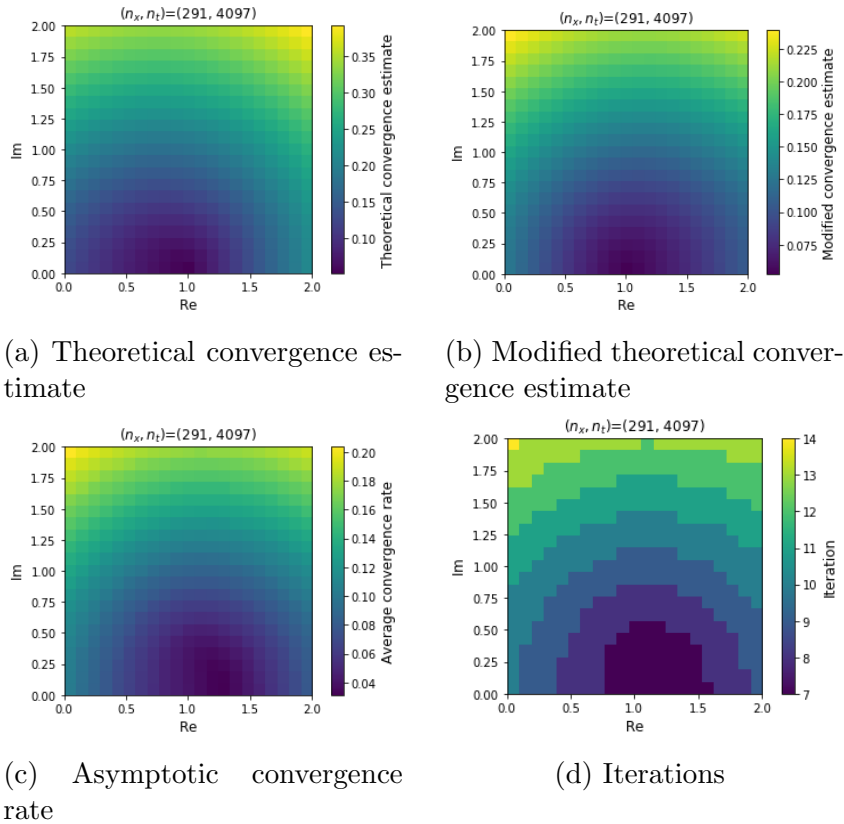 (n_x, n_t)=(291, 4097)
2.00
1.75
1.50
1.25
1.00
0.75
0.50
0.25
0.00
Im
0.0 0.5 1.0 1.5 2.0
Re
0.35
0.30
0.25
0.20
0.15
0.10
Theoretical convergence estimate
(a) Theoretical convergence es-
timate
(n_x, n_t)=(291, 4097)
2.00
1.75
1.50
1.25
1.00
0.75
0.50
0.25
0.00
Im
0.0 0.5 1.0 1.5 2.0
Re
0.225
0.200
0.175
0.150
0.125
0.100
0.075
Modified convergence estimate
(b) Modified theoretical conver-
gence estimate
(n_x, n_t)=(291, 4097)
2.00
1.75
1.50
1.25
1.00
0.75
0.50
0.25
0.00
Im
0.0 0.5 1.0 1.5 2.0
Re
0.20
0.18
0.16
0.14
0.12
0.10
0.08
0.06
0.04
Average convergence rate
(c) Asymptotic convergence
rate
(n_x, n_t)=(291, 4097)
2.00
1.75
1.50
1.25
1.00
0.75
0.50
0.25
0.00
Im
0.0 0.5 1.0 1.5 2.0
Re
14
13
12
11
10
9
8
7
Iteration
(d) Iterations